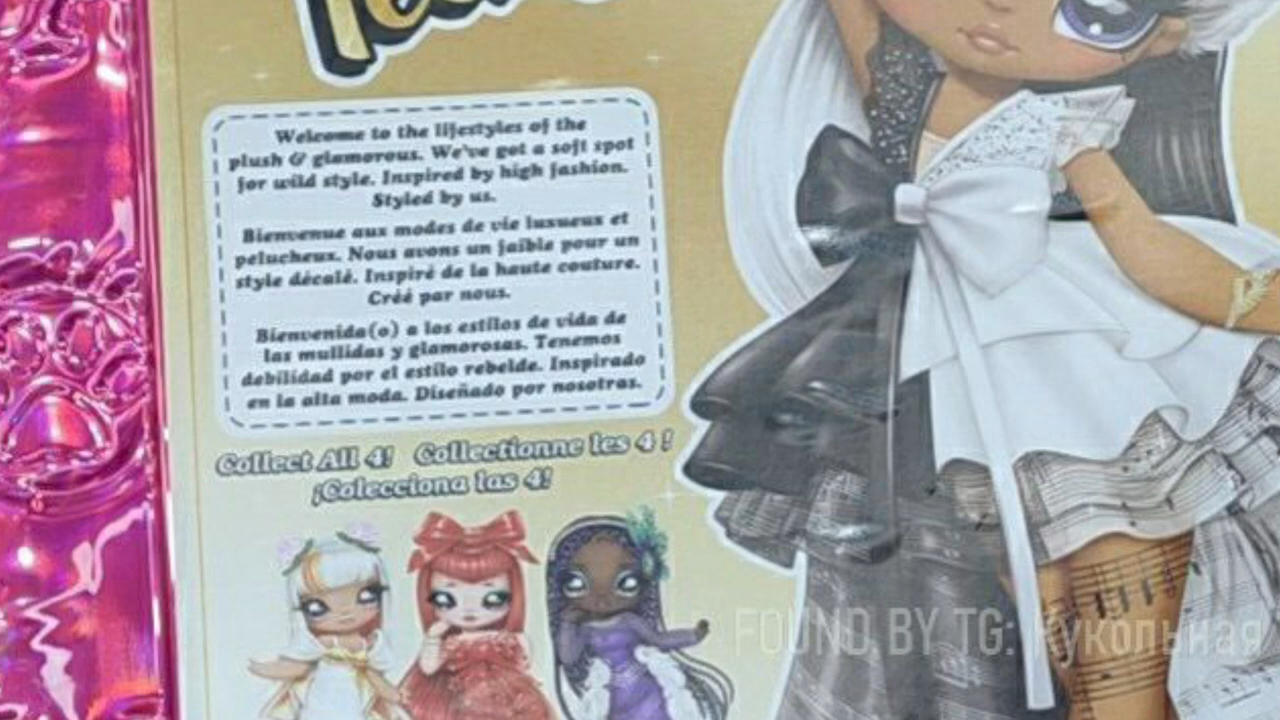 Welcome to the lifestyles of the
plush & glamorous. We've got a soft spot
for wild style. Inspired by high fashion.
Styled by us.
Bienvenue aux modes de vie luxueux et
pelucheux. Nous avons un faible pour un
style décalé. Inspiré de la haute couture.
Créé par nous.
Bienvenida(o) a los estilos de vida de
las mullidas y glamorosas. Tenemos
debilidad por el estilo rebelde. Inspirado
en la alta moda. Diseñado por nosotras.
Collect All 4! Collectionne les 4 !
¡Colecciona las 4!
FOUND BY TG: Кукольная